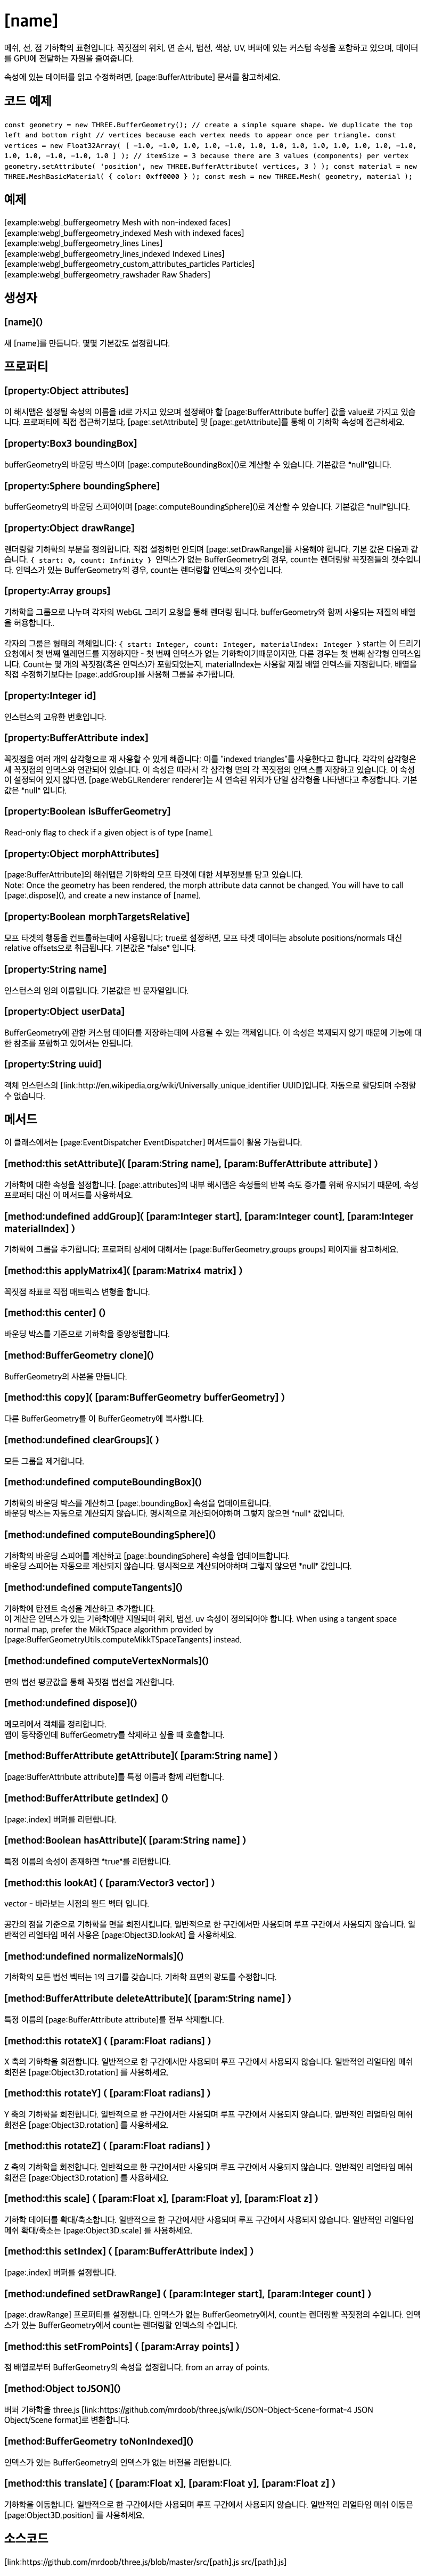 [name]
메쉬, 선, 점 기하학의 표현입니다. 꼭짓점의 위치, 면 순서, 법선, 색상, UV, 버퍼에 있는 커스텀 속성을 포함하고 있으며, 데이터
를 GPU에 전달하는 자원을 줄여줍니다.
속성에 있는 데이터를 읽고 수정하려면, [page:BufferAttribute] 문서를 참고하세요.
코드 예제
const geometry = new THREE.BufferGeometry(); // create a simple square shape. We duplicate the top
left and bottom right // vertices because each vertex needs to appear once per triangle. const
vertices = new Float32Array( [ -1.0, -1.0, 1.0, 1.0, -1.0, 1.0, 1.0, 1.0, 1.0, 1.0, 1.0, 1.0, -1.0,
1.0, 1.0, -1.0, -1.0, 1.0 ] ); // itemSize = 3 because there are 3 values (components) per vertex
geometry.setAttribute( 'position', new THREE.BufferAttribute( vertices, 3 ) ); const material = new
THREE.MeshBasicMaterial( { color: 0xff0000 } ); const mesh = new THREE.Mesh( geometry, material );
예제
[example:webgl_buffergeometry Mesh with non-indexed faces]
[example:webgl_buffergeometry_indexed Mesh with indexed faces]
[example:webgl_buffergeometry_lines Lines]
[example:webgl_buffergeometry_lines_indexed Indexed Lines]
[example:webgl_buffergeometry_custom_attributes_particles Particles]
[example:webgl_buffergeometry_rawshader Raw Shaders]
생성자
[name]()
새 [name]를 만듭니다. 몇몇 기본값도 설정합니다.
프로퍼티
[property:Object attributes]
이 해시맵은 설정될 속성의 이름을 id로 가지고 있으며 설정해야 할 [page:BufferAttribute buffer] 값을 value로 가지고 있습
니다. 프로퍼티에 직접 접근하기보다, [page:.setAttribute] 및 [page:.getAttribute]를 통해 이 기하학 속성에 접근하세요.
[property:Box3 boundingBox]
bufferGeometry의 바운딩 박스이며 [page:.computeBoundingBox]()로 계산할 수 있습니다. 기본값은 *null*입니다.
[property:Sphere boundingSphere]
bufferGeometry의 바운딩 스피어이며 [page:.computeBoundingSphere]()로 계산할 수 있습니다. 기본값은 *null*입니다.
[property:Object drawRange]
렌더링할 기하학의 부분을 정의합니다. 직접 설정하면 안되며 [page:.setDrawRange]를 사용해야 합니다. 기본 값은 다음과 같
습니다. { start: 0, count: Infinity } 인덱스가 없는 BufferGeometry의 경우, count는 렌더링할 꼭짓점들의 갯수입니
다. 인덱스가 있는 BufferGeometry의 경우, count는 렌더링할 인덱스의 갯수입니다.
[property:Array groups]
기하학을 그룹으로 나누며 각자의 WebGL 그리기 요청을 통해 렌더링 됩니다. bufferGeometry와 함께 사용되는 재질의 배열
을 허용합니다..
각자의 그룹은 형태의 객체입니다: { start: Integer, count: Integer, materialIndex: Integer } start는 이 드리기
요청에서 첫 번째 엘레먼드를 지정하지만 - 첫 번째 인덱스가 없는 기하학이기때문이지만, 다른 경우는 첫 번째 삼각형 인덱스입
니다. Count는 몇 개의 꼭짓점(혹은 인덱스)가 포함되었는지, materialIndex는 사용할 재질 배열 인덱스를 지정합니다. 배열을
직접 수정하기보다는 [page:.addGroup]를 사용해 그룹을 추가합니다.
[property:Integer id]
인스턴스의 고유한 번호입니다.
[property:BufferAttribute index]
꼭짓점을 여러 개의 삼각형으로 재 사용할 수 있게 해줍니다; 이를 "indexed triangles"를 사용한다고 합니다. 각각의 삼각형은
세 꼭짓점의 인덱스와 연관되어 있습니다. 이 속성은 따라서 각 삼각형 면의 각 꼭짓점의 인덱스를 저장하고 있습니다. 이 속성
이 설정되어 있지 않다면, [page:WebGLRenderer renderer]는 세 연속된 위치가 단일 삼각형을 나타낸다고 추정합니다. 기본
값은 *null* 입니다.
[property:Boolean isBufferGeometry]
Read-only flag to check if a given object is of type [name].
[property:Object morphAttributes]
[page:BufferAttribute]의 해쉬맵은 기하학의 모프 타겟에 대한 세부정보를 담고 있습니다.
Note: Once the geometry has been rendered, the morph attribute data cannot be changed. You will have to call
[page:.dispose](), and create a new instance of [name].
[property:Boolean morphTargetsRelative]
모프 타겟의 행동을 컨트롤하는데에 사용됩니다; true로 설정하면, 모프 타겟 데이터는 absolute positions/normals 대신
relative offsets으로 취급됩니다. 기본값은 *false* 입니다.
[property:String name]
인스턴스의 임의 이름입니다. 기본값은 빈 문자열입니다.
[property:Object userData]
BufferGeometry에 관한 커스텀 데이터를 저장하는데에 사용될 수 있는 객체입니다. 이 속성은 복제되지 않기 때문에 기능에 대
한 참조를 포함하고 있어서는 안됩니다.
[property:String uuid]
객체 인스턴스의 [link:http://en.wikipedia.org/wiki/Universally_unique_identifier UUID]입니다. 자동으로 할당되며 수정할
수 없습니다.
메서드
이 클래스에서는 [page:EventDispatcher EventDispatcher] 메서드들이 활용 가능합니다.
[method:this setAttribute]( [param:String name], [param:BufferAttribute attribute] )
기하학에 대한 속성을 설정합니다. [page:.attributes]의 내부 해시맵은 속성들의 반복 속도 증가를 위해 유지되기 때문에, 속성
프로퍼티 대신 이 메서드를 사용하세요.
[method:undefined addGroup]( [param:Integer start], [param:Integer count], [param:Integer
materialIndex] )
기하학에 그룹을 추가합니다; 프로퍼티 상세에 대해서는 [page:BufferGeometry.groups groups] 페이지를 참고하세요.
[method:this applyMatrix4]( [param:Matrix4 matrix] )
꼭짓점 좌표로 직접 매트릭스 변형을 합니다.
[method:this center] ()
바운딩 박스를 기준으로 기하학을 중앙정렬합니다.
[method:BufferGeometry clone]()
BufferGeometry의 사본을 만듭니다.
[method:this copy]( [param:BufferGeometry bufferGeometry] )
다른 BufferGeometry를 이 BufferGeometry에 복사합니다.
[method:undefined clearGroups]( )
모든 그룹을 제거합니다.
[method:undefined computeBoundingBox]()
기하학의 바운딩 박스를 계산하고 [page:.boundingBox] 속성을 업데이트합니다.
바운딩 박스는 자동으로 계산되지 않습니다. 명시적으로 계산되어야하며 그렇지 않으면 *null* 값입니다.
[method:undefined computeBoundingSphere]()
기하학의 바운딩 스피어를 계산하고 [page:.boundingSphere] 속성을 업데이트합니다.
바운딩 스피어는 자동으로 계산되지 않습니다. 명시적으로 계산되어야하며 그렇지 않으면 *null* 값입니다.
[method:undefined computeTangents]()
기하학에 탄젠트 속성을 계산하고 추가합니다.
이 계산은 인덱스가 있는 기하학에만 지원되며 위치, 법선, uv 속성이 정의되어야 합니다. When using a tangent space
normal map, prefer the MikkTSpace algorithm provided by
[page:BufferGeometryUtils.computeMikkTSpaceTangents] instead.
[method:undefined computeVertexNormals]()
면의 법선 평균값을 통해 꼭짓점 법선을 계산합니다.
[method:undefined dispose]()
메모리에서 객체를 정리합니다.
앱이 동작중인데 BufferGeometry를 삭제하고 싶을 때 호출합니다.
[method:BufferAttribute getAttribute]( [param:String name] )
[page:BufferAttribute attribute]를 특정 이름과 함께 리턴합니다.
[method:BufferAttribute getIndex] ()
[page:.index] 버퍼를 리턴합니다.
[method:Boolean hasAttribute]( [param:String name] )
특정 이름의 속성이 존재하면 *true*를 리턴합니다.
[method:this lookAt] ( [param:Vector3 vector] )
vector - 바라보는 시점의 월드 벡터 입니다.
공간의 점을 기준으로 기하학을 면을 회전시킵니다. 일반적으로 한 구간에서만 사용되며 루프 구간에서 사용되지 않습니다. 일
반적인 리얼타임 메쉬 사용은 [page:Object3D.lookAt] 을 사용하세요.
[method:undefined normalizeNormals]()
기하학의 모든 법선 벡터는 1의 크기를 갖습니다. 기하학 표면의 광도를 수정합니다.
[method:BufferAttribute deleteAttribute]( [param:String name] )
특정 이름의 [page:BufferAttribute attribute]를 전부 삭제합니다.
[method:this rotateX] ( [param:Float radians] )
X 축의 기하학을 회전합니다. 일반적으로 한 구간에서만 사용되며 루프 구간에서 사용되지 않습니다. 일반적인 리얼타임 메쉬
회전은 [page:Object3D.rotation] 를 사용하세요.
[method:this rotateY] ( [param:Float radians] )
Y 축의 기하학을 회전합니다. 일반적으로 한 구간에서만 사용되며 루프 구간에서 사용되지 않습니다. 일반적인 리얼타임 메쉬
회전은 [page:Object3D.rotation] 를 사용하세요.
[method:this rotateZ] ( [param:Float radians] )
Z 축의 기하학을 회전합니다. 일반적으로 한 구간에서만 사용되며 루프 구간에서 사용되지 않습니다. 일반적인 리얼타임 메쉬
회전은 [page:Object3D.rotation] 를 사용하세요.
[method:this scale] ( [param:Float x], [param:Float y], [param:Float z] )
기하학 데이터를 확대/축소합니다. 일반적으로 한 구간에서만 사용되며 루프 구간에서 사용되지 않습니다. 일반적인 리얼타임
메쉬 확대/축소는 [page:Object3D.scale] 를 사용하세요.
[method:this setIndex] ( [param:BufferAttribute index] )
[page:.index] 버퍼를 설정합니다.
[method:undefined setDrawRange] ( [param:Integer start], [param:Integer count] )
[page:.drawRange] 프로퍼티를 설정합니다. 인덱스가 없는 BufferGeometry에서, count는 렌더링할 꼭짓점의 수입니다. 인덱
스가 있는 BufferGeometry에서 count는 렌더링할 인덱스의 수입니다.
[method:this setFromPoints] ( [param:Array points] )
점 배열로부터 BufferGeometry의 속성을 설정합니다. from an array of points.
[method:Object toJSON]()
버퍼 기하학을 three.js [link:https://github.com/mrdoob/three.js/wiki/JSON-Object-Scene-format-4 JSON
Object/Scene format]로 변환합니다.
[method:BufferGeometry toNonIndexed]()
인덱스가 있는 BufferGeometry의 인덱스가 없는 버전을 리턴합니다.
[method:this translate] ( [param:Float x], [param:Float y], [param:Float z] )
기하학을 이동합니다. 일반적으로 한 구간에서만 사용되며 루프 구간에서 사용되지 않습니다. 일반적인 리얼타임 메쉬 이동은
[page:Object3D.position] 를 사용하세요.
소스코드
[link:https://github.com/mrdoob/three.js/blob/master/src/[path].js src/[path].js]